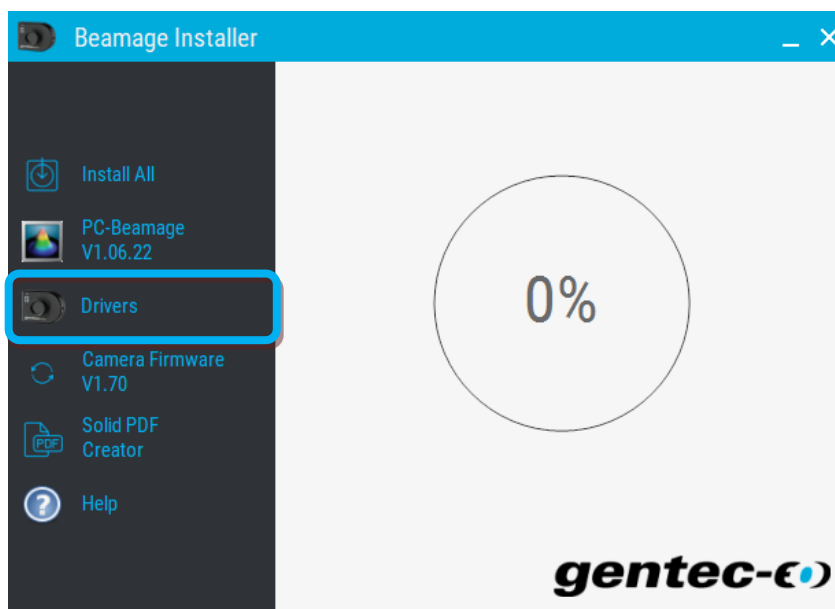 Beamage Installer
Install All
PC-Beamage
V1.06.22
Drivers
Camera Firmware
V1.70
PDF
Solid PDF
Creator
Help
0%
gentec-eo